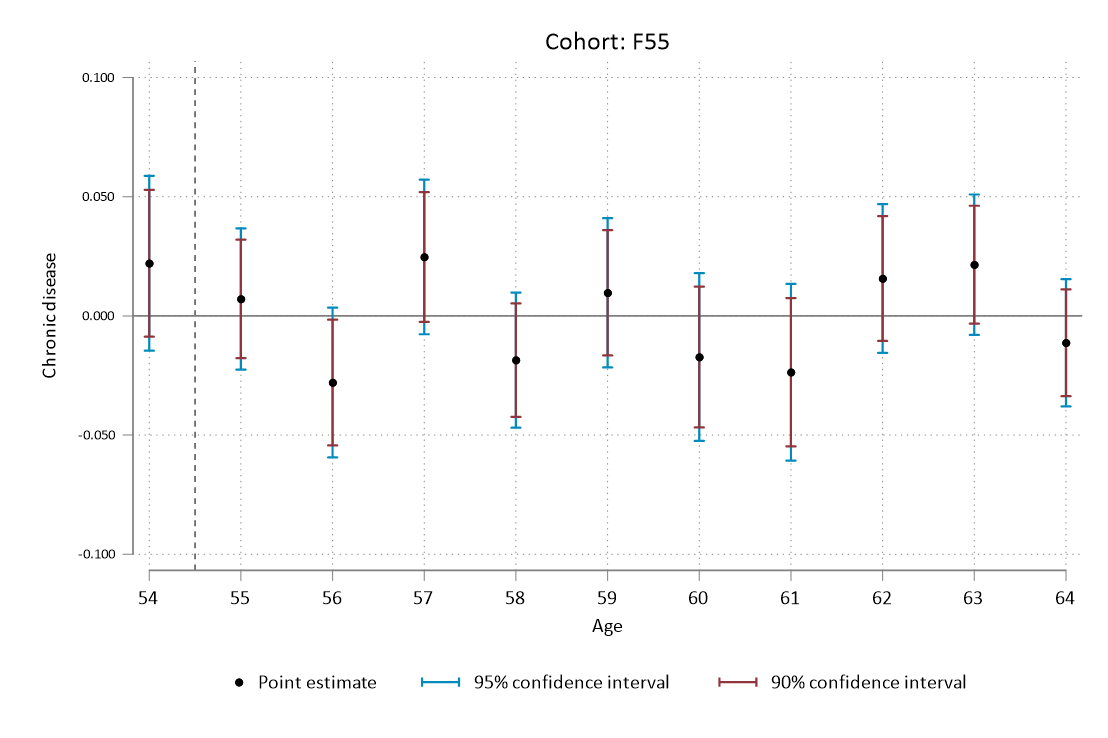 Cohort: F55
0.100
0.050
0.000
-0.050
-0.100
Chronic disease
54 55 56 57 58 59 60 61 62 63 64
Age
Point estimate 95% confidence interval 90% confidence interval